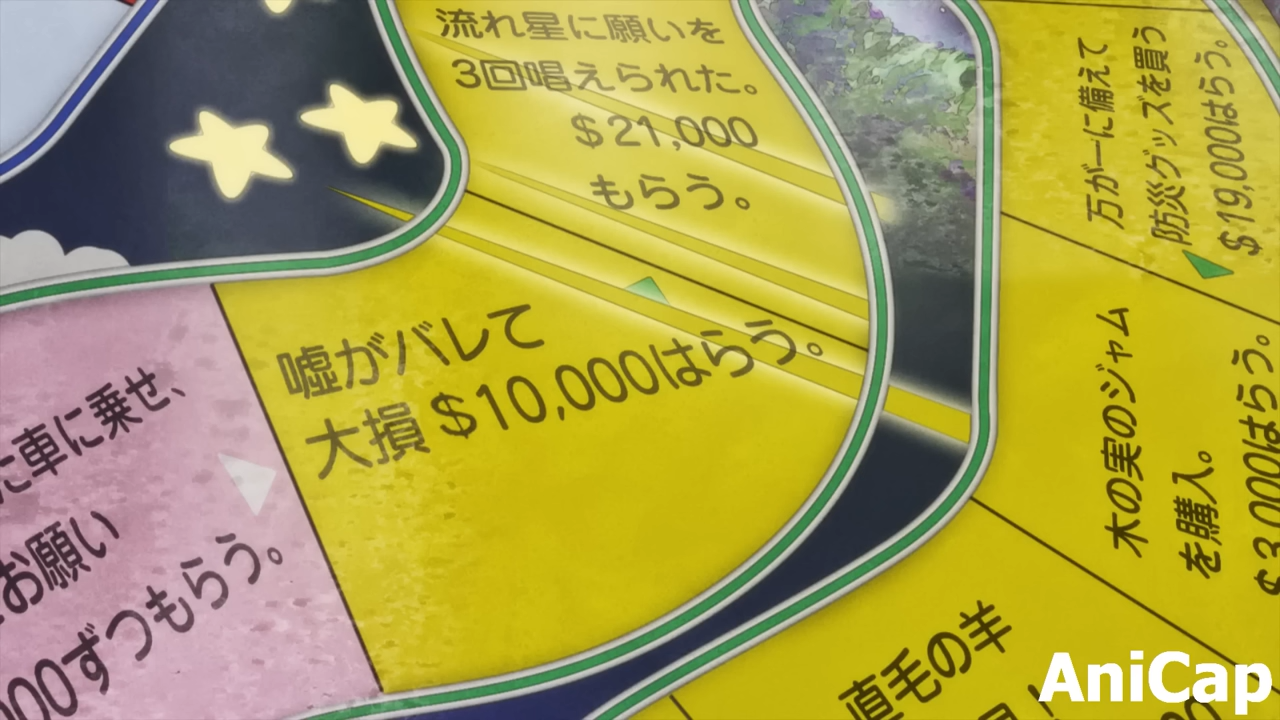 流れ星に願いを
3回唱えられた。
$21,000
もらう。
万が一に備えて
防災グッズを買う
$19,000はらう。
嘘がバレて
大損 $10,000はらう。
木の実のジャム
を購入。
$3,000はらう。
車に乗せ、
お願い
000ずつもらう。
直毛の羊
AniCap